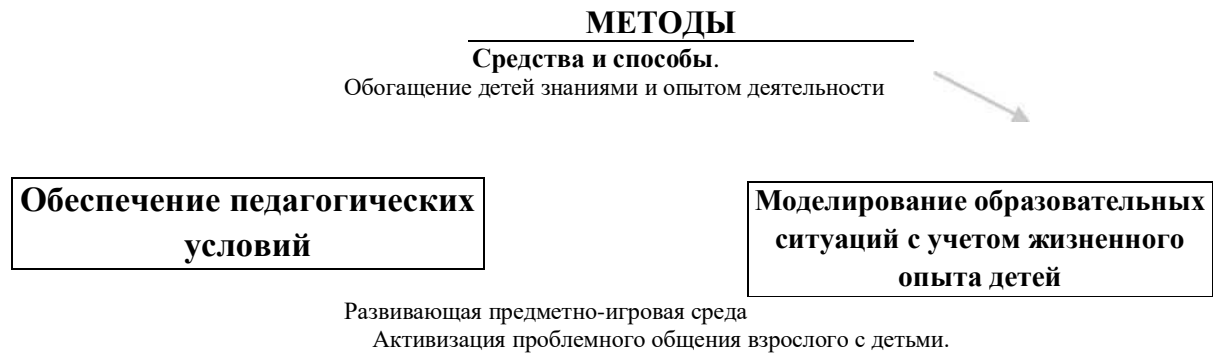 МЕТОДЫ
Средства и способы.
Обогащение детей знаниями и опытом деятельности
Обеспечение педагогических
условий
Моделирование образовательных
ситуаций с учетом жизненного
опыта детей
Развивающая предметно-игровая среда
Активизация проблемного общения взрослого с детьми.